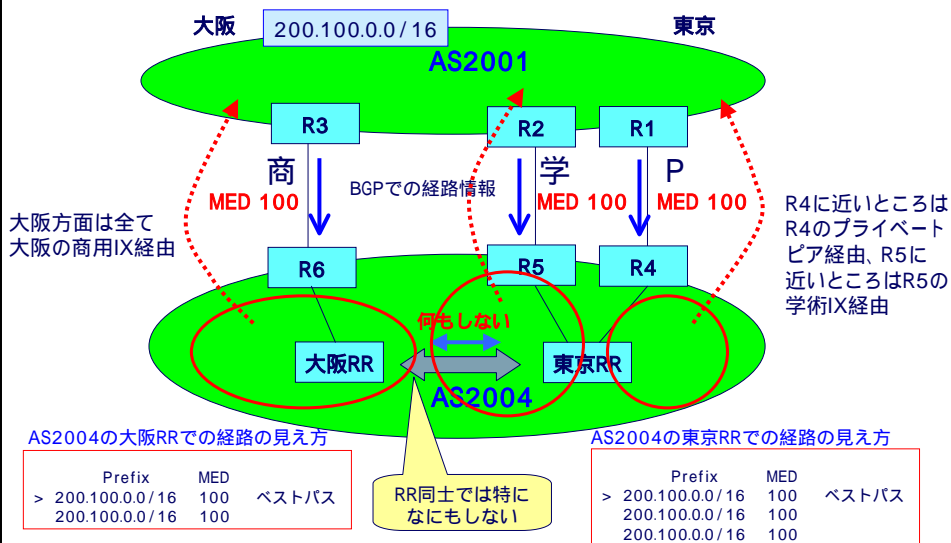 大阪
200.100.0.0/16
東京
AS2001
R3
R2
R1
商
学
P
BGPでの経路情報
MED 100
MED 100
MED 100
大阪方面は全て
大阪の商用IX経由
R4に近いところは
R4のプライベート
ピア経由、R5に
近いところはR5の
学術IX経由
R6
R5
R4
何もしない
大阪RR
東京RR
AS2004
AS2004の大阪RRでの経路の見え方
Prefix MED
> 200.100.0.0/16 100 ベストパス
200.100.0.0/16 100
RR同士では特に
なにもしない
AS2004の東京RRでの経路の見え方
Prefix MED
> 200.100.0.0/16 100 ベストパス
200.100.0.0/16 100
200.100.0.0/16 100